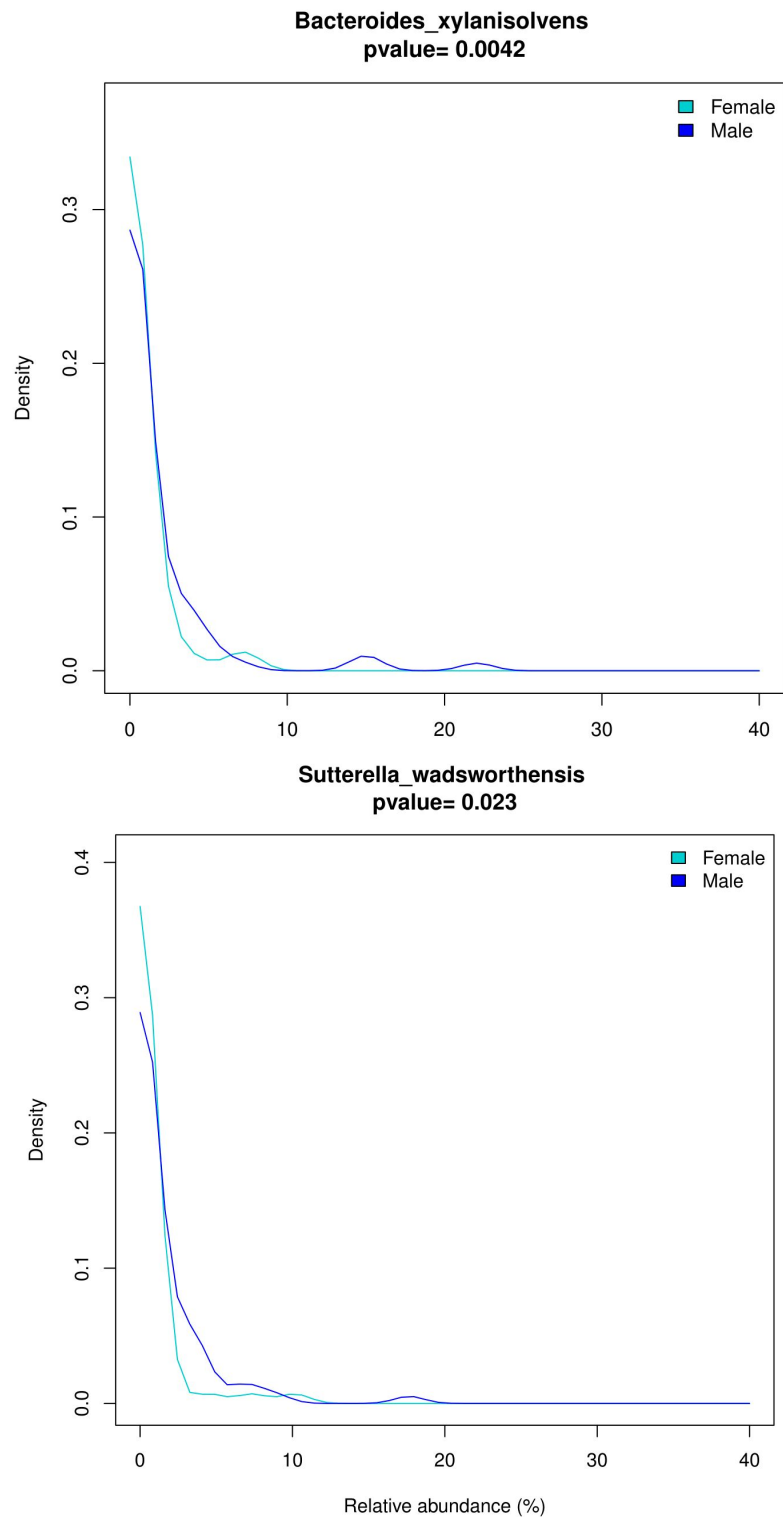 Bacteroides_xylanisolvens
pvalue= 0.0042
Female
Male
0.3
0.2
0.1
0.0
Density
0 10 20 30 40
Sutterella_wadsworthensis
pvalue= 0.023
Female
Male
0.4
0.3
0.2
0.1
0.0
Density
0 10 20 30 40
Relative abundance (%)